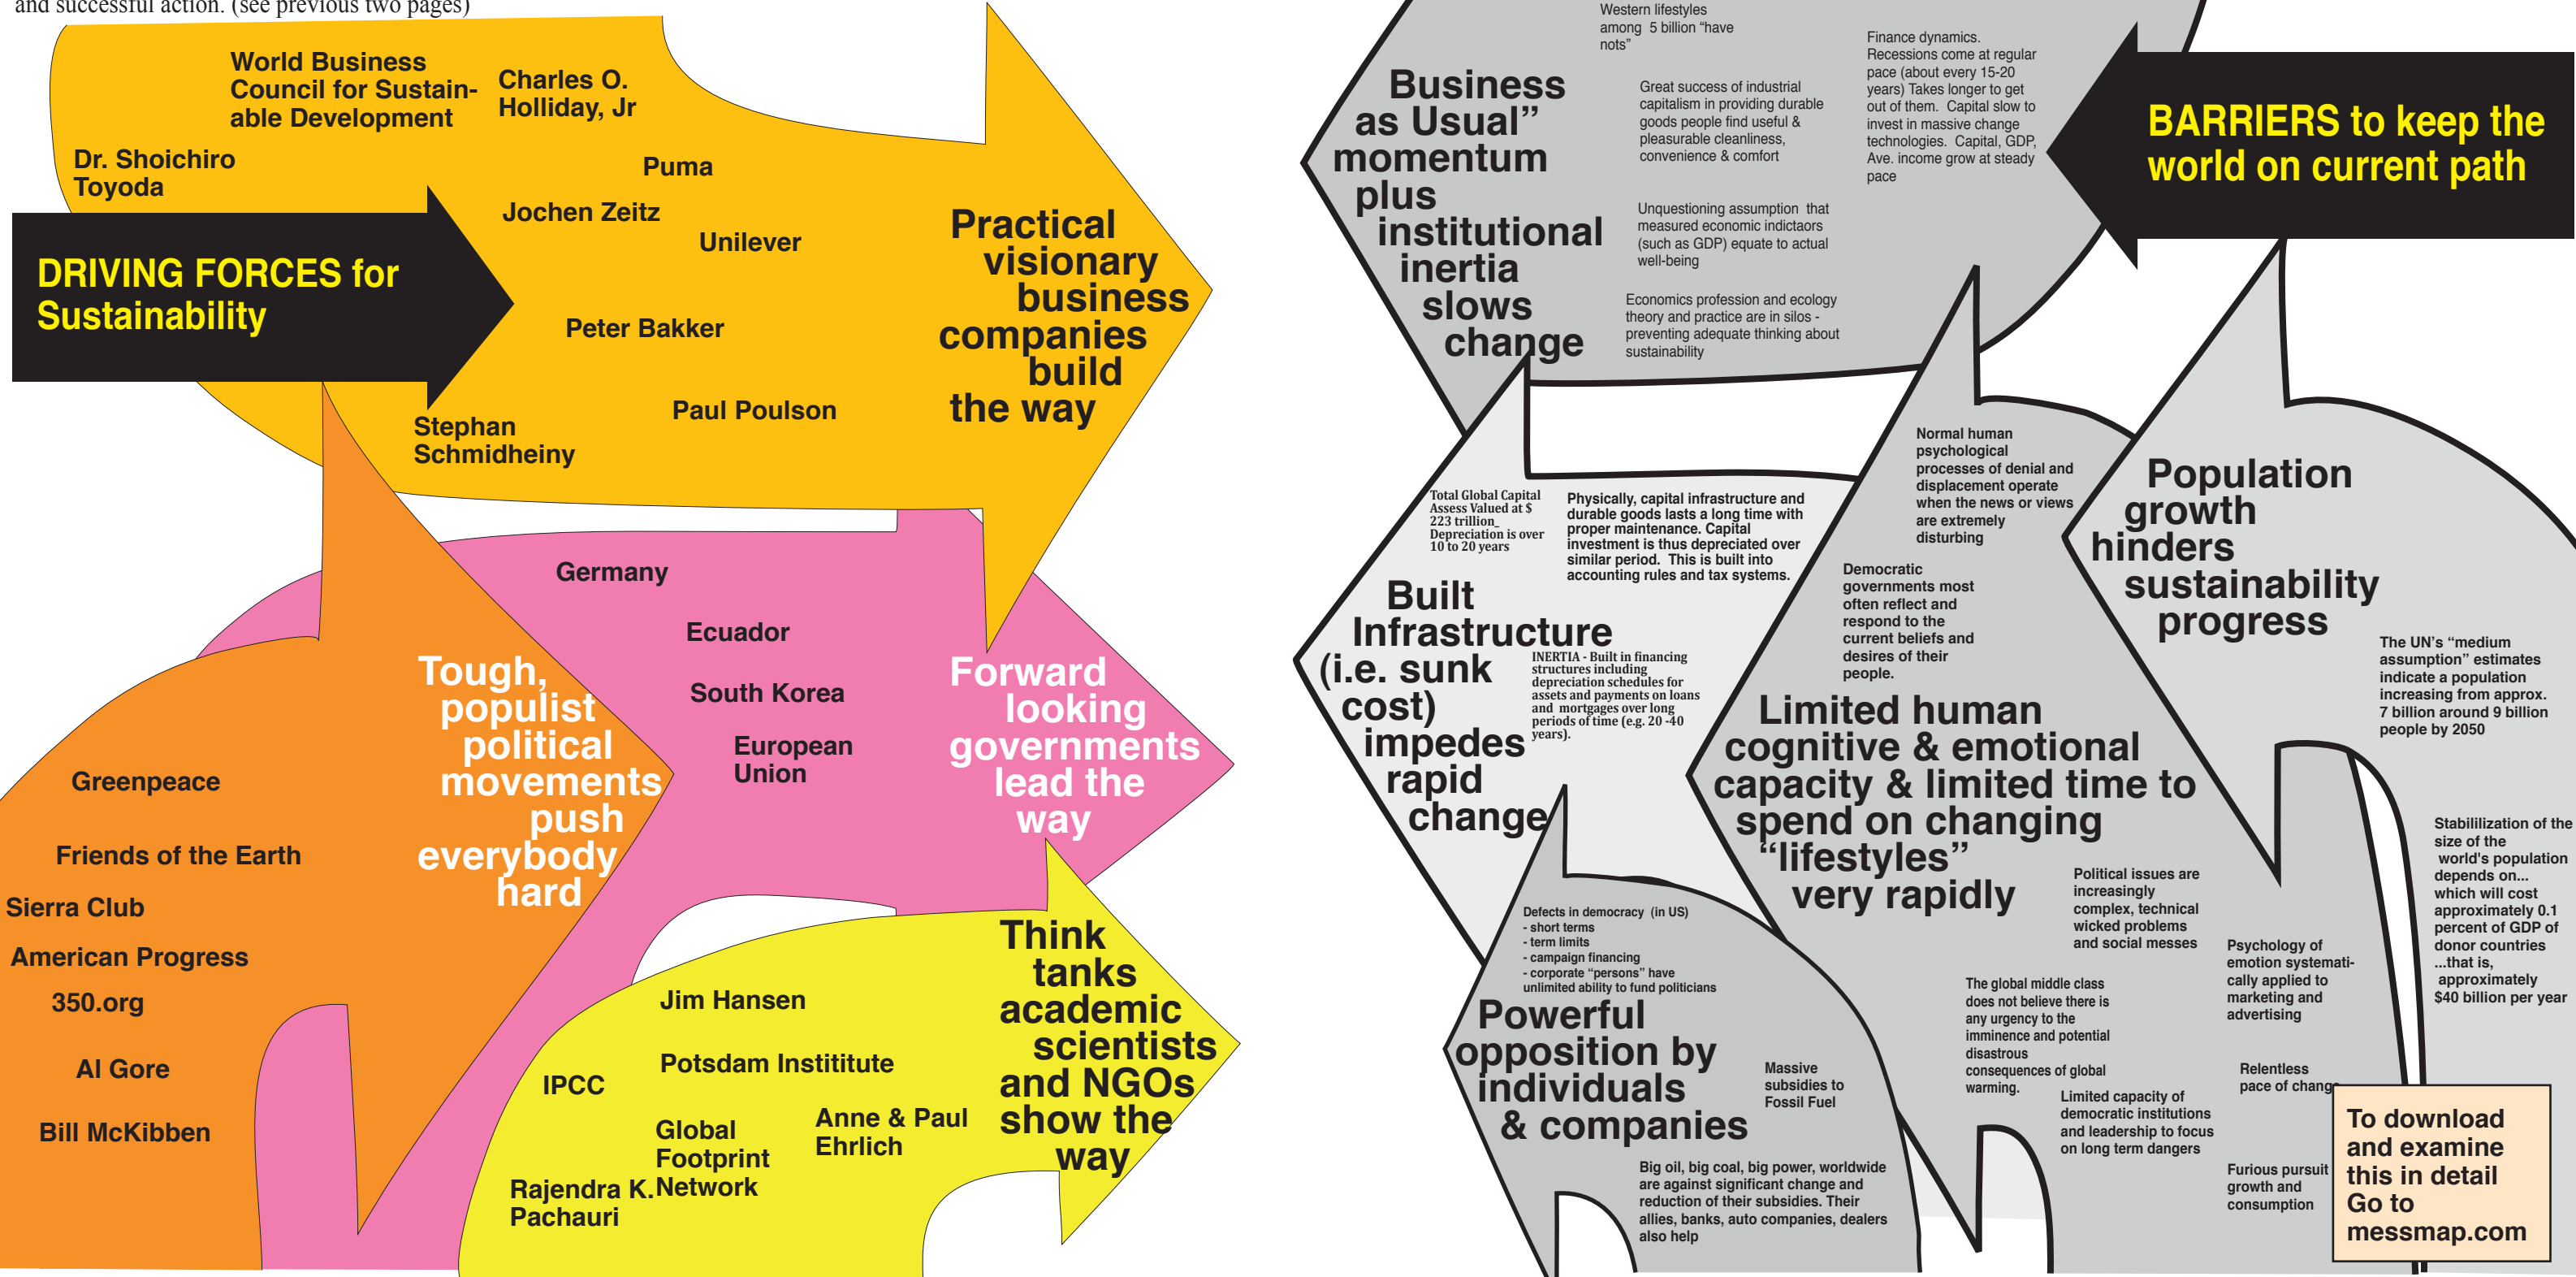 and successful action. (see previous two pages)
World Business
Council for Sustain-
able Development
Charles O.
Holliday, Jr
Dr. Shoichiro
Toyoda
Puma
Jochen Zeitz
Unilever
DRIVING FORCES for
Sustainability
Peter Bakker
Paul Poulson
Stephan
Schmidheiny
Practical
visionary
business
companies
build
the way
Germany
Ecuador
South Korea
European
Union
Forward
looking
governments
lead the
way
Tough,
populist
political
movements
push
everybody
hard
Greenpeace
Friends of the Earth
Sierra Club
American Progress
350.org
Al Gore
Bill McKibben
Jim Hansen
Potsdam Instititute
IPCC
Global
Footprint
Network
Anne & Paul
Ehrlich
Rajendra K.
Pachauri
Think
tanks
academic
scientists
and NGOs
show the
way
Western lifestyles
among 5 billion “have
nots”
Business
as Usual”
momentum
plus
institutional
inertia
slows
change
Great success of industrial
capitalism in providing durable
goods people find useful &
pleasurable cleanliness,
convenience & comfort
Unquestioning assumption that
measured economic indictaors
(such as GDP) equate to actual
well-being
Economics profession and ecology
theory and practice are in silos -
preventing adequate thinking about
sustainability
Finance dynamics.
Recessions come at regular
pace (about every 15-20
years) Takes longer to get
out of them. Capital slow to
invest in massive change
technologies. Capital, GDP,
Ave. income grow at steady
pace
BARRIERS to keep the
world on current path
Total Global Capital
Assess Valued at $
223 trillion_
Depreciation is over
10 to 20 years
Physically, capital infrastructure and
durable goods lasts a long time with
proper maintenance. Capital
investment is thus depreciated over
similar period. This is built into
accounting rules and tax systems.
Built
Infrastructure
(i.e. sunk
cost)
impedes
rapid
change
INERTIA - Built in financing
structures including
depreciation schedules for
assets and payments on loans
and mortgages over long
periods of time (e.g. 20 -40
years).
Normal human
psychological
processes of denial and
displacement operate
when the news or views
are extremely
disturbing
Democratic
governments most
often reflect and
respond to the
current beliefs and
desires of their
people.
Limited human
cognitive & emotional
capacity & limited time to
spend on changing
“lifestyles”
very rapidly
Political issues are
increasingly
complex, technical
wicked problems
and social messes
Psychology of
emotion systemati-
cally applied to
marketing and
advertising
The global middle class
does not believe there is
any urgency to the
imminence and potential
disastrous
consequences of global
warming.
Limited capacity of
democratic institutions
and leadership to focus
on long term dangers
Relentless
pace of change
Furious pursuit
growth and
consumption
Population
growth
hinders
sustainability
progress
The UN’s “medium
assumption” estimates
indicate a population
increasing from approx.
7 billion around 9 billion
people by 2050
Stabililization of the
size of the
world's population
depends on...
which will cost
approximately 0.1
percent of GDP of
donor countries
...that is,
approximately
$40 billion per year
Defects in democracy (in US)
- short terms
- term limits
- campaign financing
- corporate “persons” have
unlimited ability to fund politicians
Powerful
opposition by
individuals
& companies
Massive
subsidies to
Fossil Fuel
Big oil, big coal, big power, worldwide
are against significant change and
reduction of their subsidies. Their
allies, banks, auto companies, dealers
also help
To download
and examine
this in detail
Go to
messmap.com